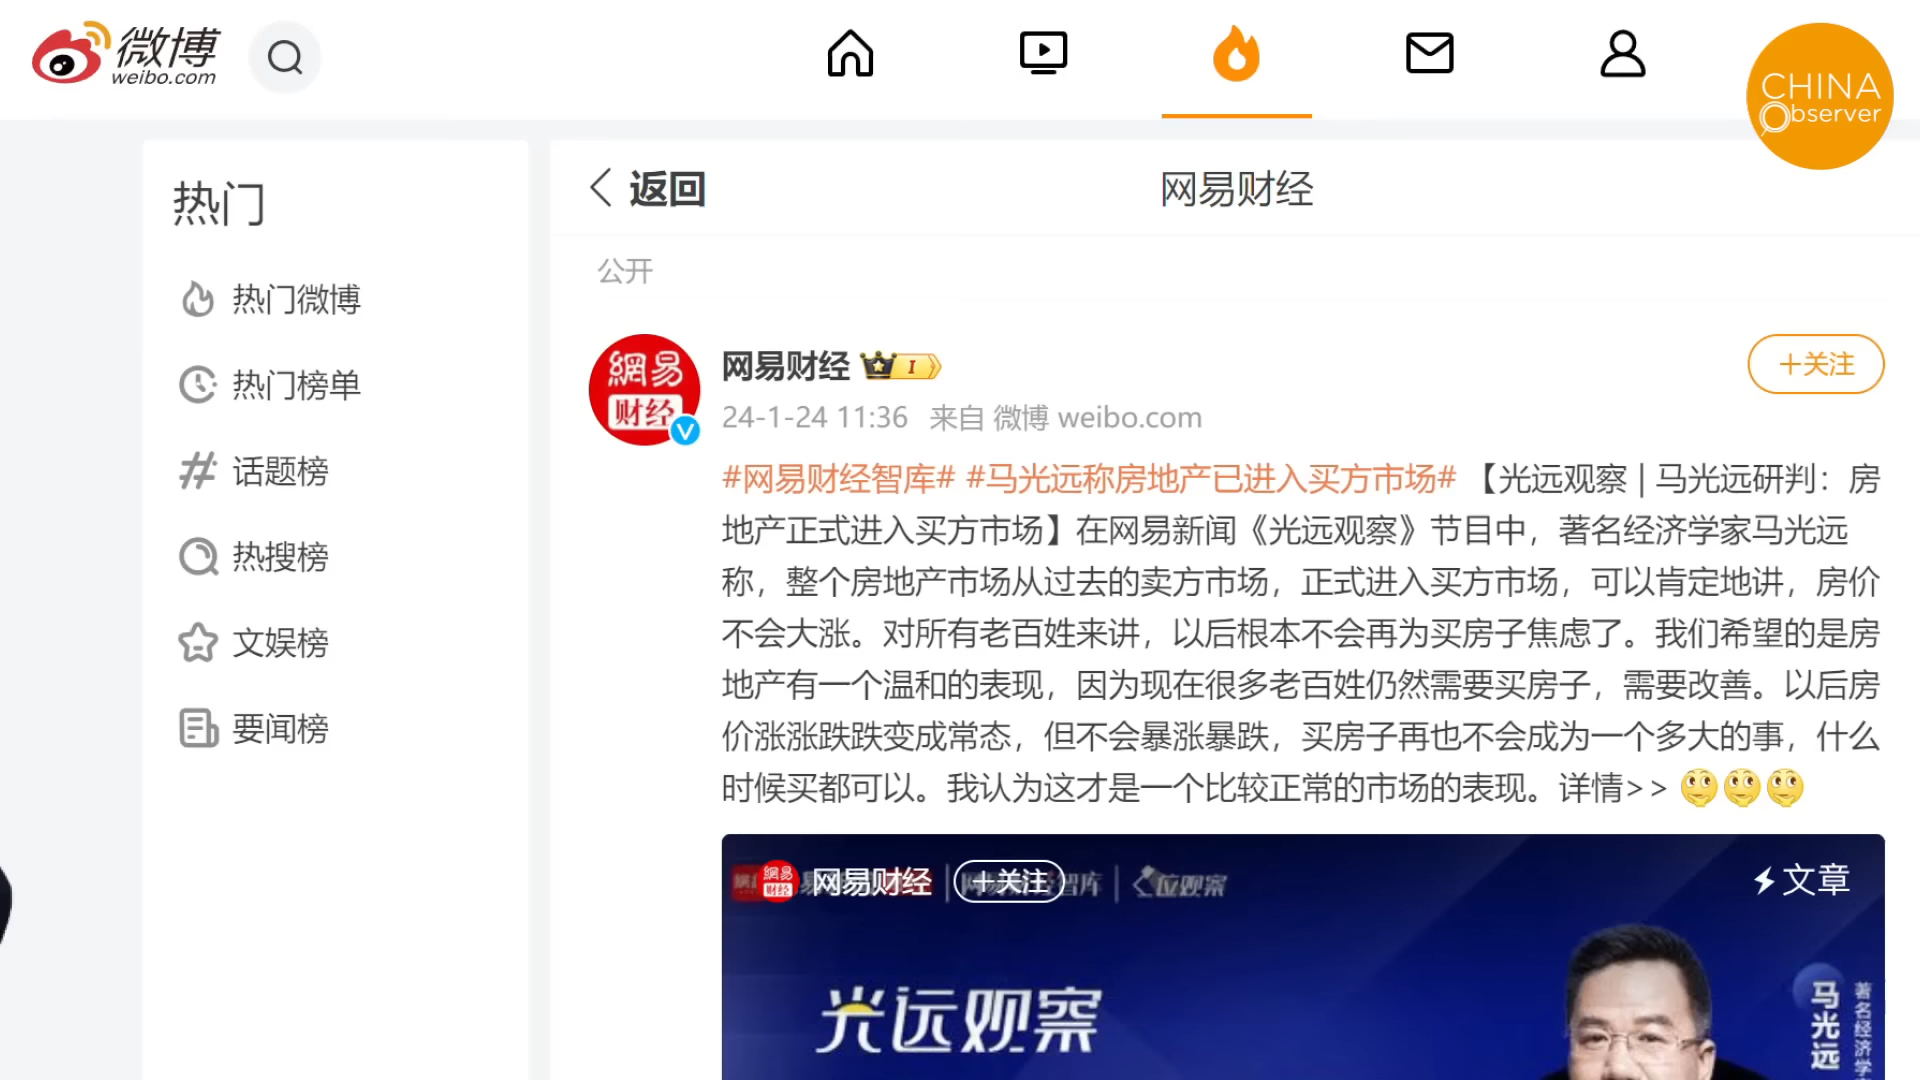 微博
weibo.com
CHINA
Observer
热门
热门微博
热门榜单
话题榜
热搜榜
文娱榜
要闻榜
返回
网易财经
公开
網易
财经
网易财经 I
+关注
24-1-24 11:36 来自 微博 weibo.com
#网易财经智库# #马光远称房地产已进入买方市场# 【光远观察 | 马光远研判：房
地产正式进入买方市场】在网易新闻《光远观察》节目中，著名经济学家马光远
称，整个房地产市场从过去的卖方市场，正式进入买方市场，可以肯定地讲，房价
不会大涨。对所有老百姓来讲，以后根本不会再为买房子焦虑了。我们希望的是房
地产有一个温和的表现，因为现在很多老百姓仍然需要买房子，需要改善。以后房
价涨涨跌跌变成常态，但不会暴涨暴跌，买房子再也不会成为一个多大的事，什么
时候买都可以。我认为这才是一个比较正常的市场的表现。详情>>
網易
财经
网易财经
+关注
智库
文章
光远观察
马光远
著名经济学